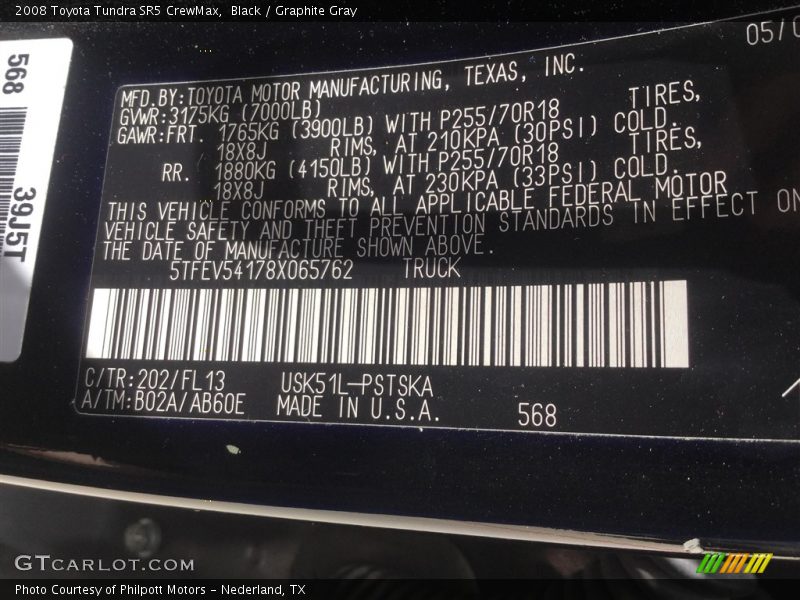 2008 Toyota Tundra SR5 CrewMax,  Black / Graphite Gray
05/0
568
39J5T
MFD.BY:TOYOTA MOTOR MANUFACTURING, TEXAS, INC.
GVWR:3175KG (7000LB)
GAWR:FRT. 1765KG (3900LB) WITH P255/70R18 TIRES,
18X8J RIMS, AT 210KPA (30PSI) COLD.
RR. 1880KG (4150LB) WITH P255/70R18 TIRES,
18X8J RIMS, AT 230KPA (33PSI) COLD.
THIS VEHICLE CONFORMS TO ALL APPLICABLE FEDERAL MOTOR
VEHICLE SAFETY AND THEFT PREVENTION STANDARDS IN EFFECT ON
THE DATE OF MANUFACTURE SHOWN ABOVE.
5TFEV54178X065762 TRUCK
C/TR:202/FL13 USK51L-PSTSKA
A/TM:B02A/AB60E MADE IN U.S.A. 568
GTCARLOT.COM
Photo Courtesy of Philpott Motors - Nederland, TX